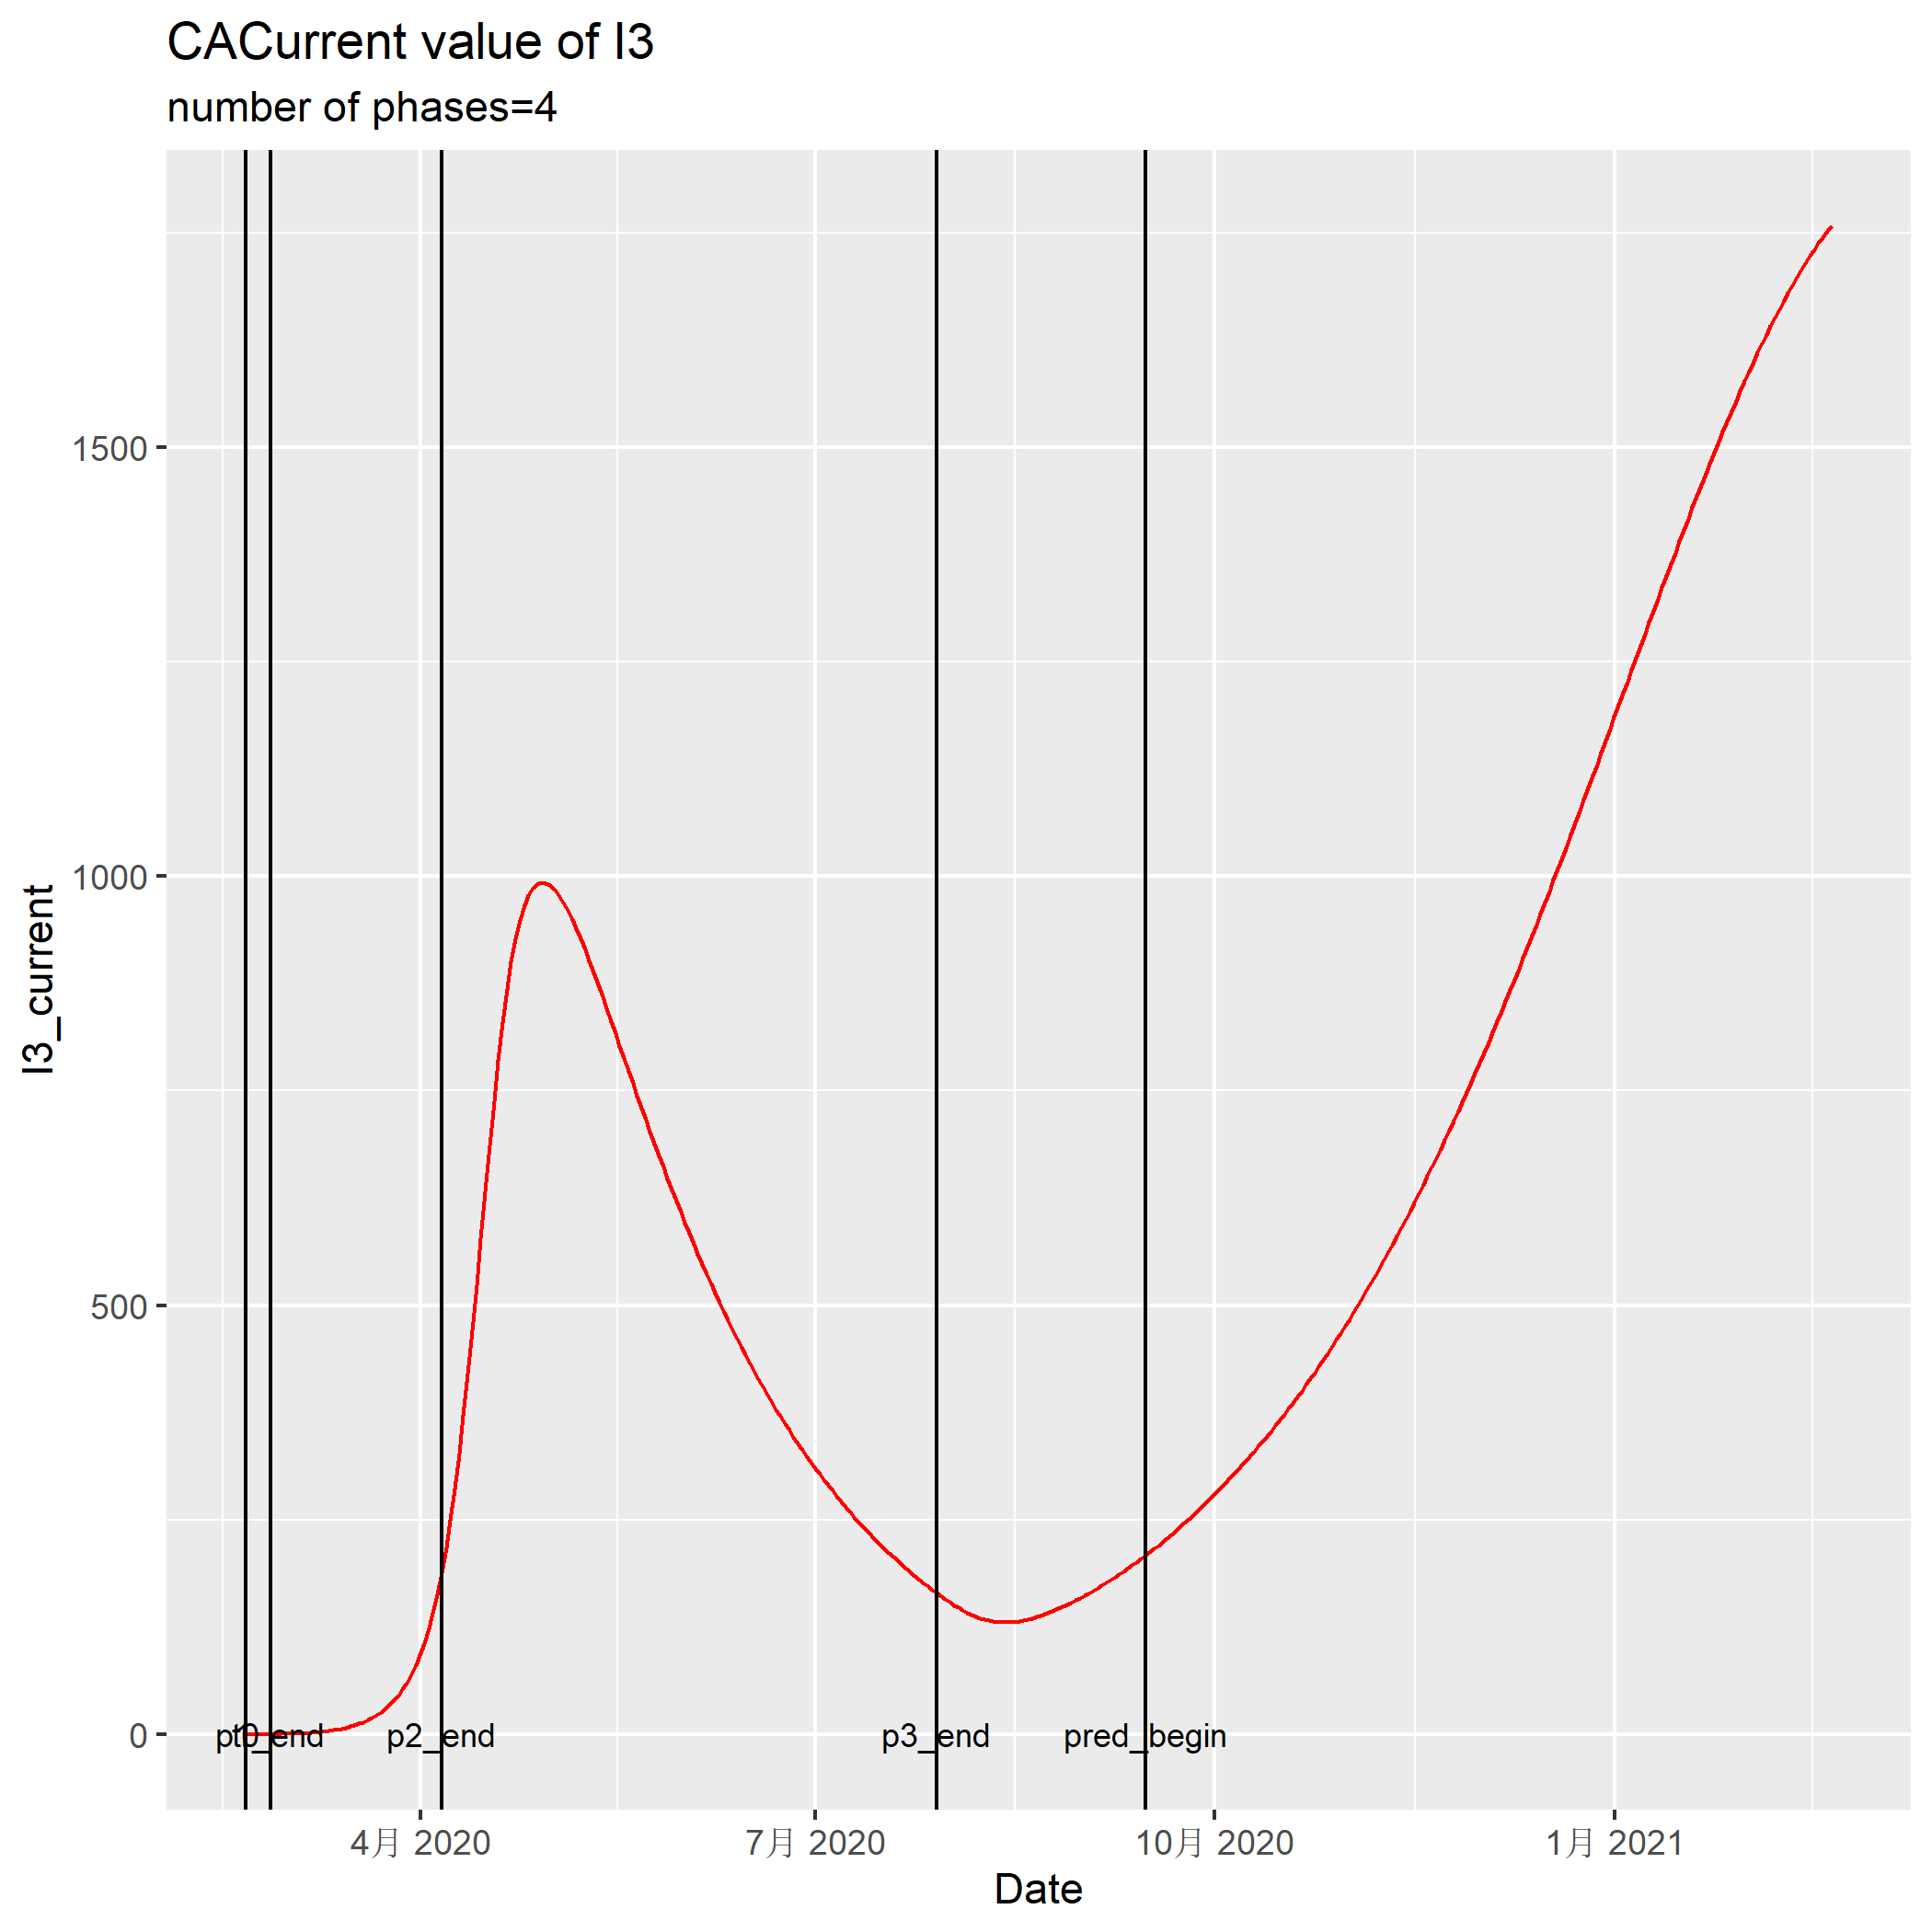 CACurrent value of I3
number of phases=4
I3_current
1500
1000
500
0
p2_end
p3_end
pred_begin
4月 2020
7月 2020
10月 2020
1月 2021
Date